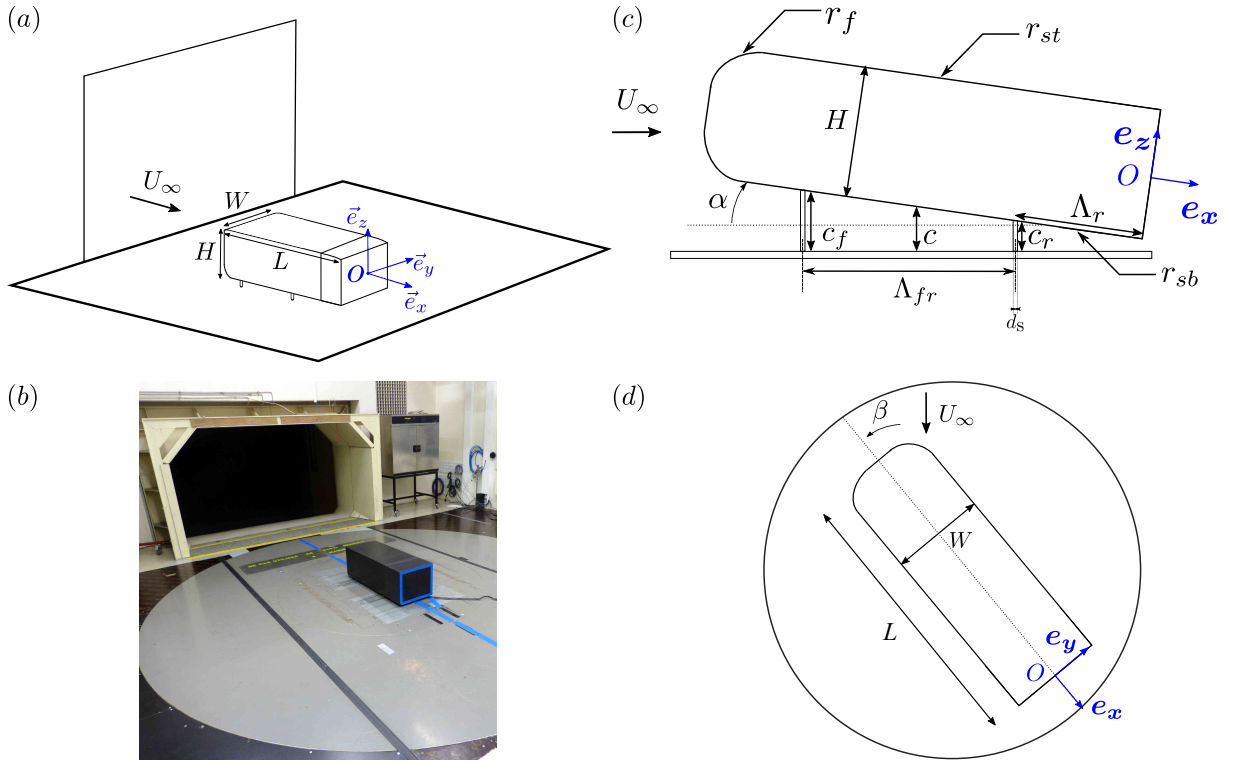 (a)
U∞
W
H
L
e⃗z
O
e⃗y
e⃗x
(b)
(c)
rf
rst
U∞
H
ez
O
ex
α
cf
c
cr
Λr
Λfr
rsb
ds
(d)
β
U∞
W
L
ey
O
ex